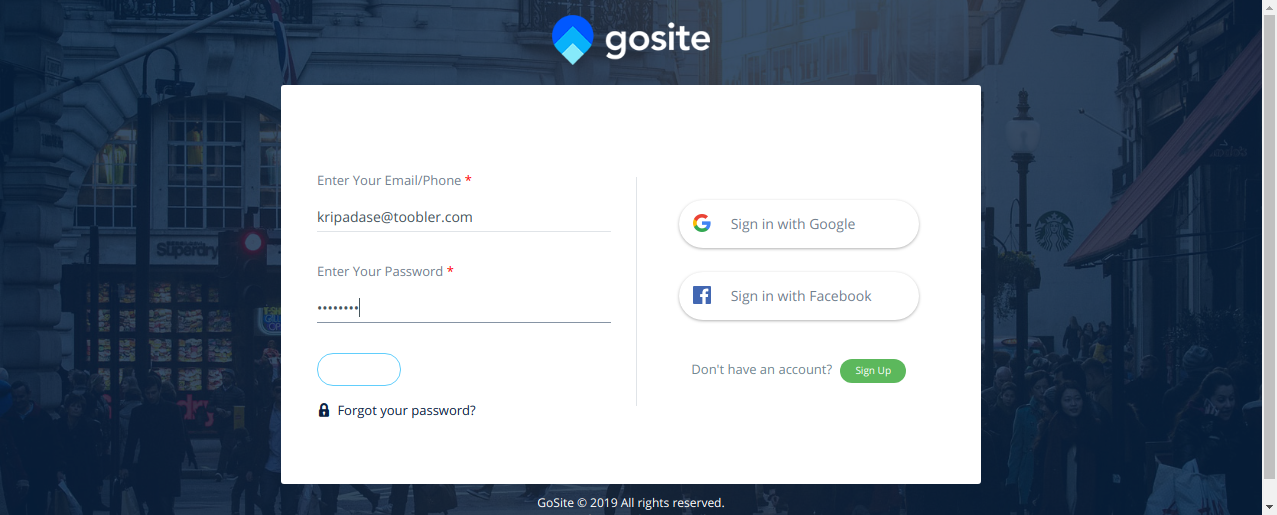 gosite
Enter Your Email/Phone *
kripadase@toobler.com
Enter Your Password *
••••••••
Forgot your password?
Sign in with Google
Sign in with Facebook
Don't have an account? Sign Up
Superdry
GoSite © 2019 All rights reserved.